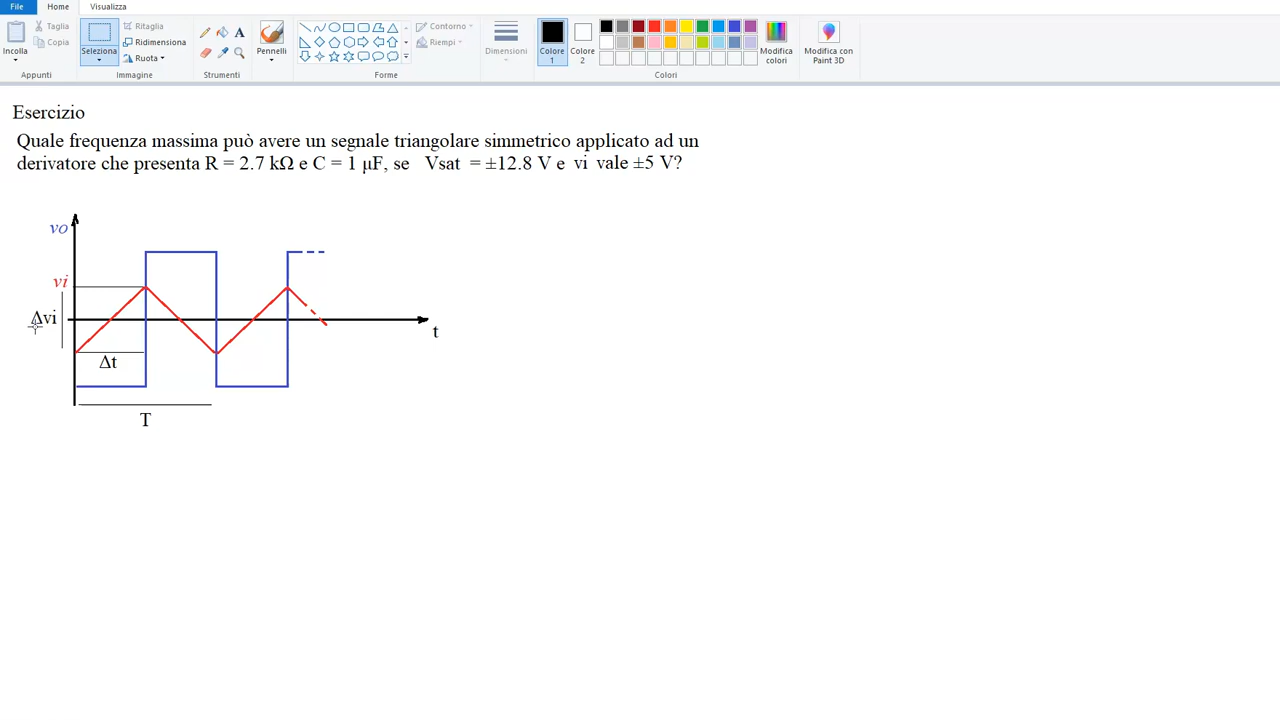 File Home Visualizza
Incolla
Taglia
Copia
Appunti
Seleziona
Ritaglia
Ridimensiona
Ruota
Immagine
A
Strumenti
Pennelli
Forme
Contorno
Riempi
Dimensioni
Colore 1
Colore 2
Colori
Modifica colori
Modifica con Paint 3D
Esercizio
Quale frequenza massima può avere un segnale triangolare simmetrico applicato ad un
derivatore che presenta R = 2.7 kΩ e C = 1 μF, se Vsat = ±12.8 V e vi vale ±5 V?
vo
vi
Δvi
t
Δt
T